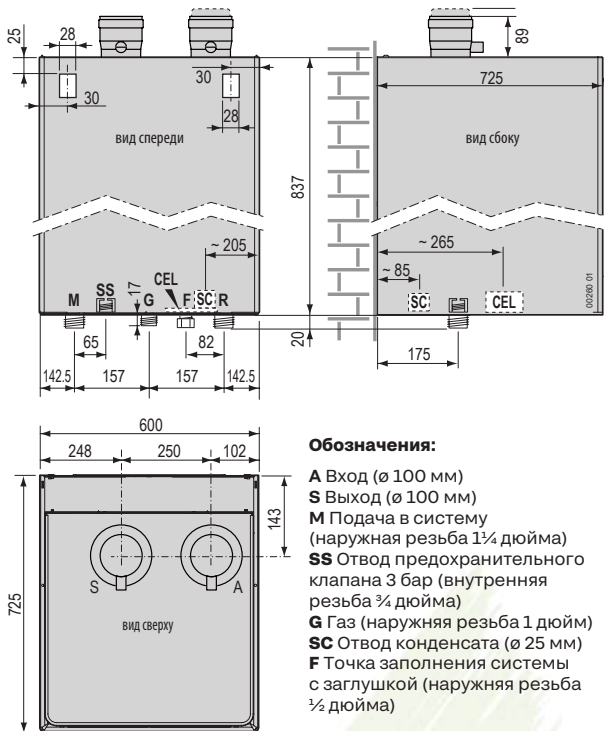 25
28
30
вид спереди
30
28
89
725
вид сбоку
837
~ 205
~ 265
~ 85
17
M
SS
G
CEL
F
SC
R
SC
CEL
00260 01
65
82
20
175
142.5
157
157
142.5
600
248
250
102
143
725
S
A
вид сверху
Обозначения:
A Вход (ø 100 мм)
S Выход (ø 100 мм)
M Подача в систему
(наружная резьба 1¼ дюйма)
SS Отвод предохранительного
клапана 3 бар (внутренняя
резьба ¾ дюйма)
G Газ (наружняя резьба 1 дюйм)
SC Отвод конденсата (ø 25 мм)
F Точка заполнения системы
с заглушкой (наружняя резьба
½ дюйма)